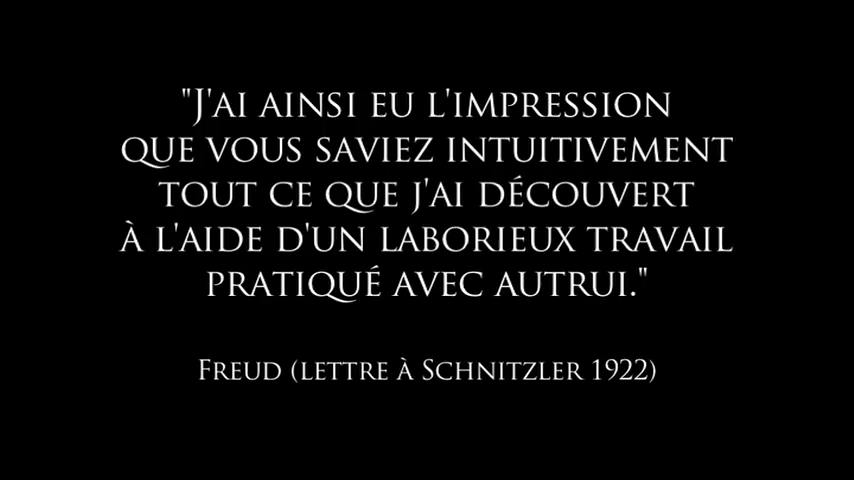 "J'AI AINSI EU L'IMPRESSION
QUE VOUS SAVIEZ INTUITIVEMENT
TOUT CE QUE J'AI DÉCOUVERT
À L'AIDE D'UN LABORIEUX TRAVAIL
PRATIQUÉ AVEC AUTRUI."
FREUD (LETTRE À SCHNITZLER 1922)